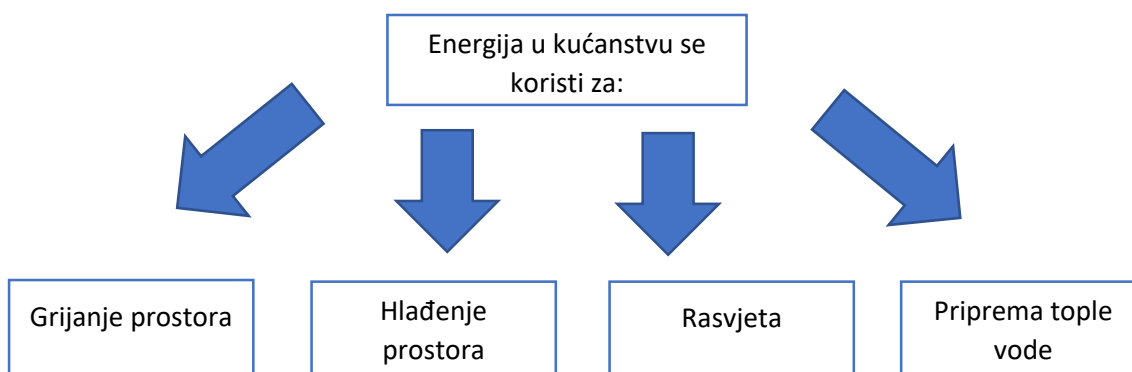 Energija u kućanstvu se
koristi za:
Grijanje prostora
Hlađenje
prostora
Rasvjeta
Priprema tople
vode